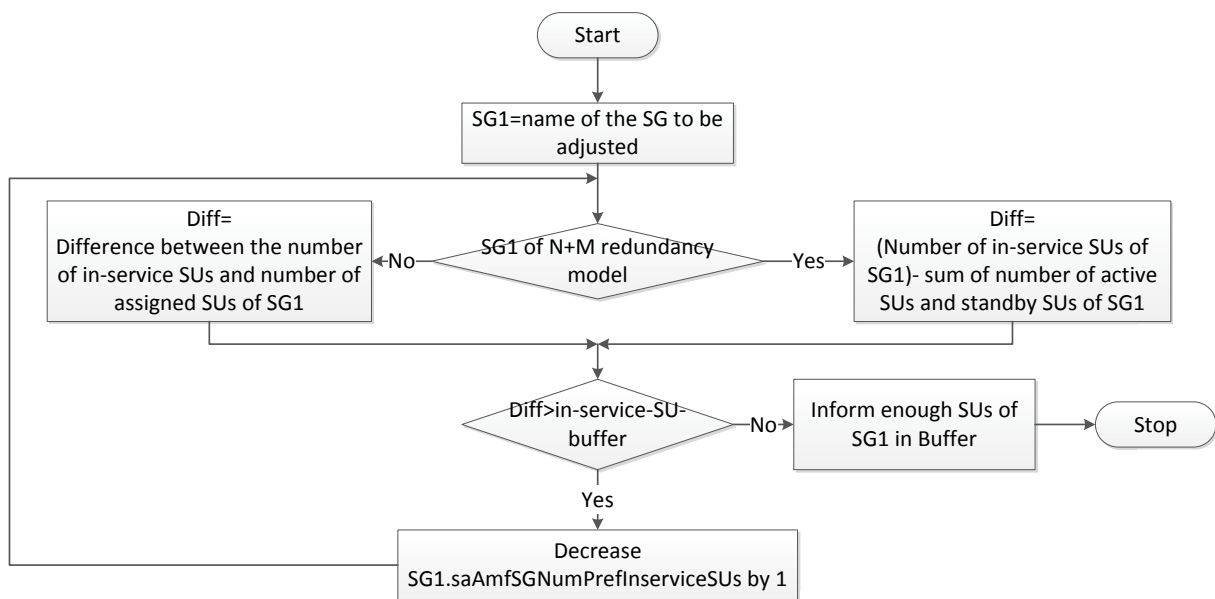 Start
SG1=name of the SG to be
adjusted
Diff=
Difference between the number
of in-service SUs and number of
assigned SUs of SG1
No
SG1 of N+M redundancy
model
Yes
Diff=
(Number of in-service SUs of
SG1)- sum of number of active
SUs and standby SUs of SG1
Diff>in-service-SU-
buffer
No
Inform enough SUs of
SG1 in Buffer
Stop
Yes
Decrease
SG1.saAmfSGNumPrefInserviceSUs by 1